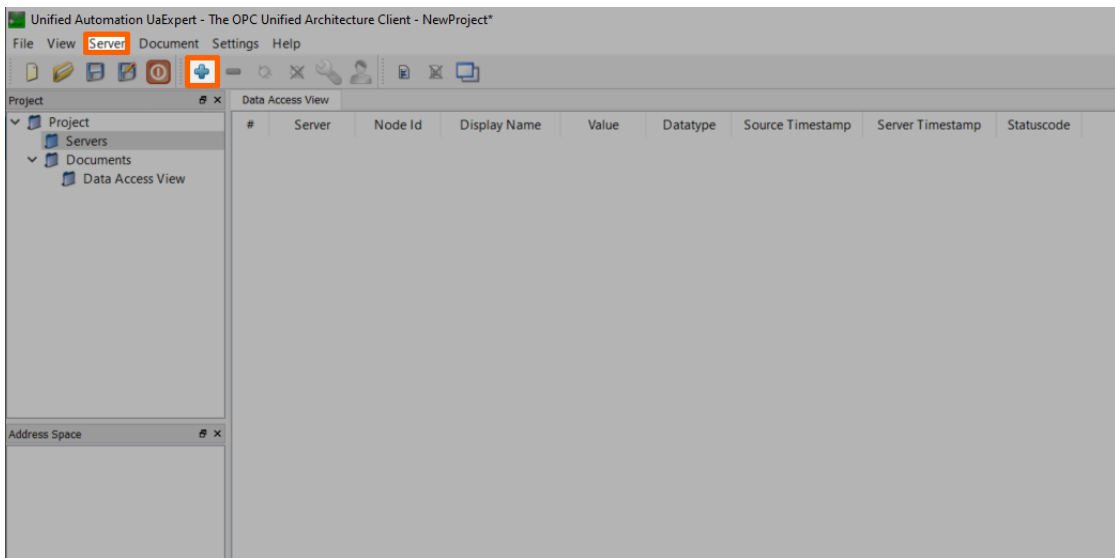 Unified Automation UaExpert - The OPC Unified Architecture Client - NewProject*
File View Server Document Settings Help
Project
Data Access View
Project
Servers
Documents
Data Access View
# Server Node Id Display Name Value Datatype Source Timestamp Server Timestamp Statuscode
Address Space